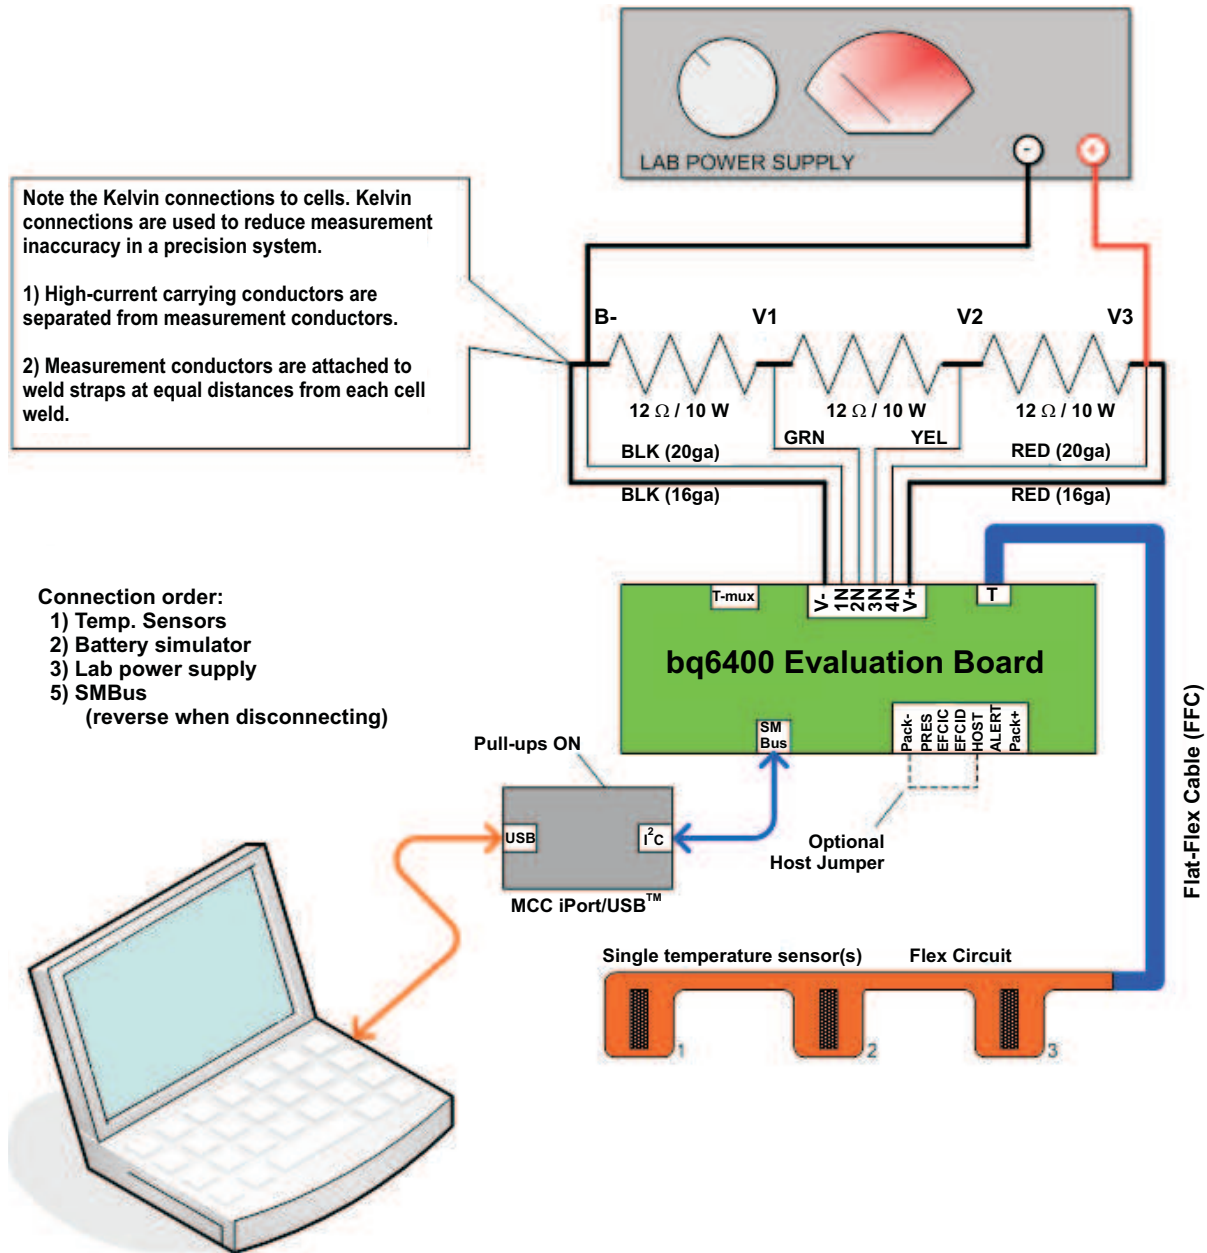 LAB POWER SUPPLY
-
+
Note the Kelvin connections to cells. Kelvin
connections are used to reduce measurement
inaccuracy in a precision system.
1) High-current carrying conductors are
separated from measurement conductors.
2) Measurement conductors are attached to
weld straps at equal distances from each cell
weld.
B-
V1
V2
V3
12 Ω / 10 W
12 Ω / 10 W
12 Ω / 10 W
GRN
YEL
BLK (20ga)
RED (20ga)
BLK (16ga)
RED (16ga)
Connection order:
1) Temp. Sensors
2) Battery simulator
3) Lab power supply
5) SMBus
(reverse when disconnecting)
T-mux
V-
1N
2N
3N
4N
V+
T
bq6400 Evaluation Board
SM
Bus
Pack-
PRES
EFCIC
EFCID
HOST
ALERT
Pack+
Pull-ups ON
USB
I²C
MCC iPort/USB™
Optional
Host Jumper
Flat-Flex Cable (FFC)
Single temperature sensor(s)
Flex Circuit
1
2
3